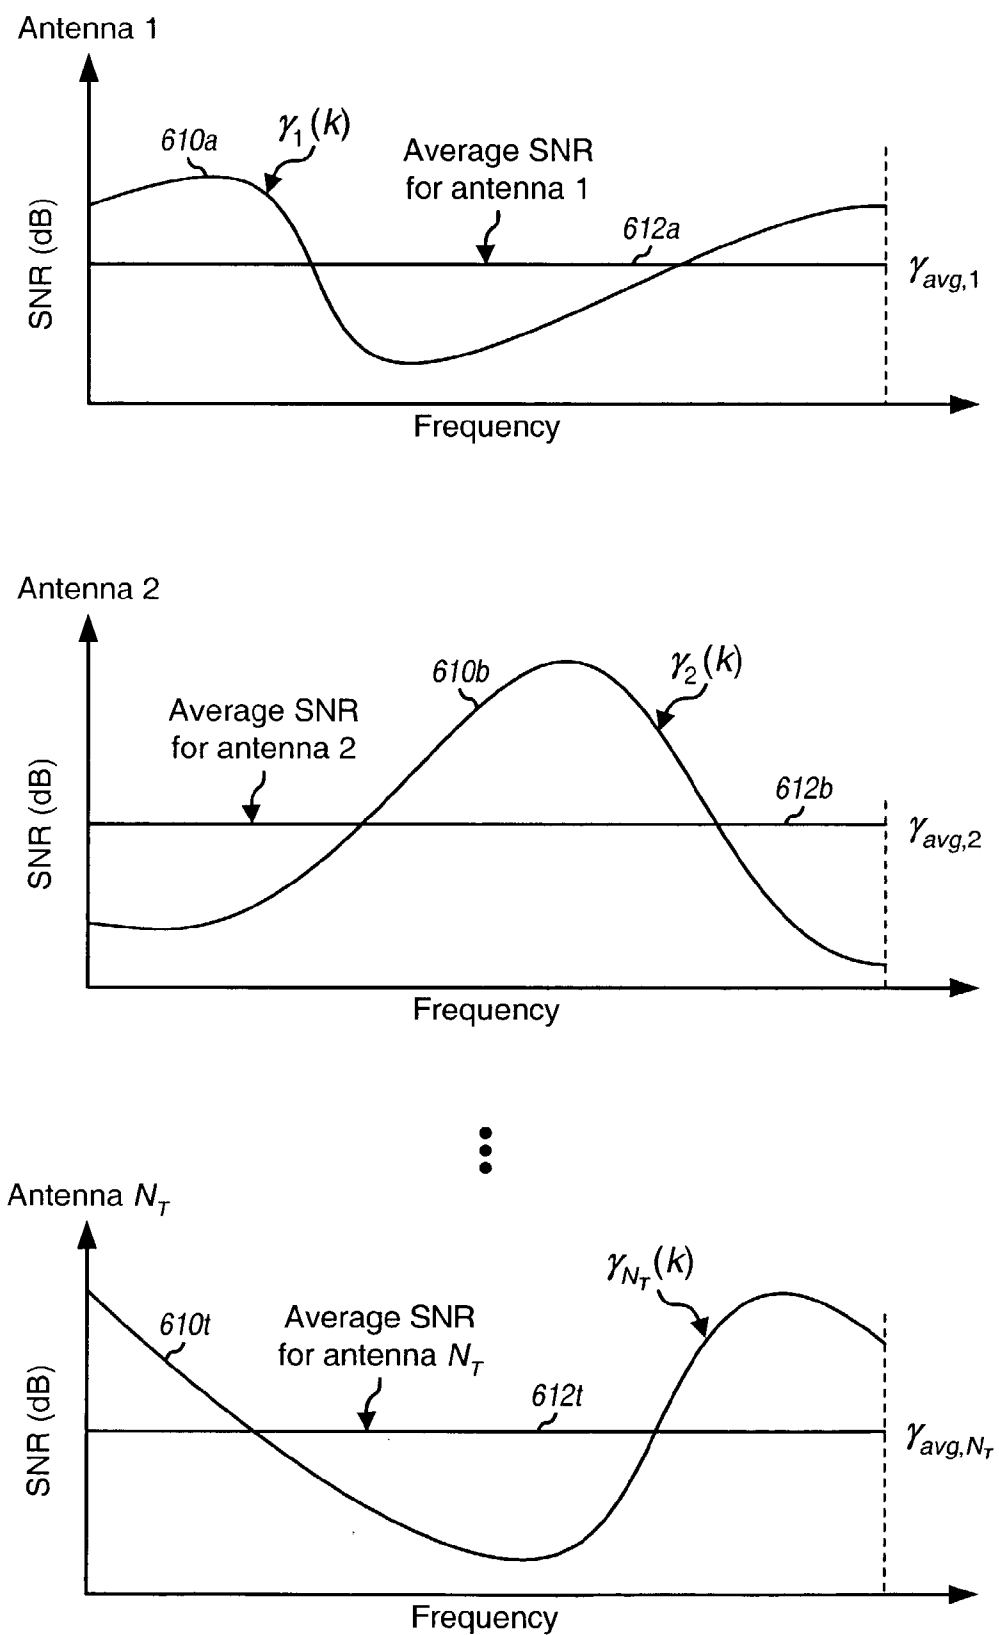 Antenna 1
610a
γ1(k)
Average SNR
for antenna 1
612a
γavg,1
SNR (dB)
Frequency
Antenna 2
610b
γ2(k)
Average SNR
for antenna 2
612b
γavg,2
SNR (dB)
Frequency
Antenna NT
610t
γNT(k)
Average SNR
for antenna NT
612t
γavg,NT
SNR (dB)
Frequency